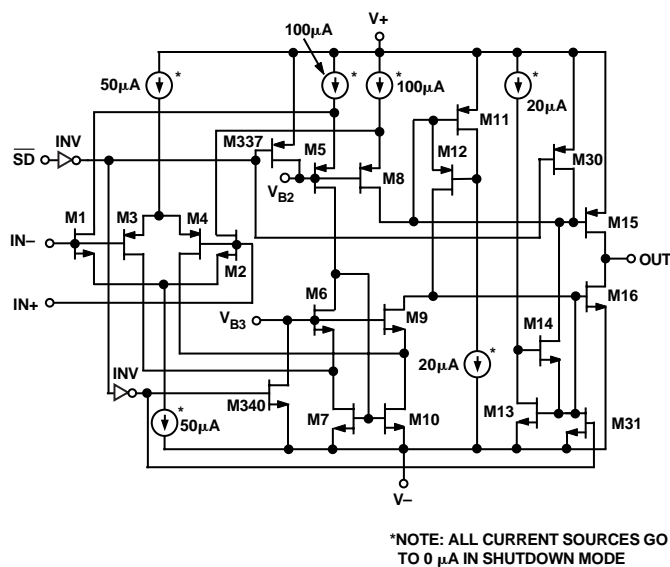 V+
100µA
*
*
*
*
50µA
100µA
20µA
M11
M337
INV
M5
M12
SD
M30
M8
VB2
M1
M3
M4
M15
IN–
OUT
M2
M16
M6
IN+
VB3
M9
M14
*
INV
20µA
*
M340
M13
50µA
M7
M10
M31
V–
*NOTE: ALL CURRENT SOURCES GO
TO 0 µA IN SHUTDOWN MODE